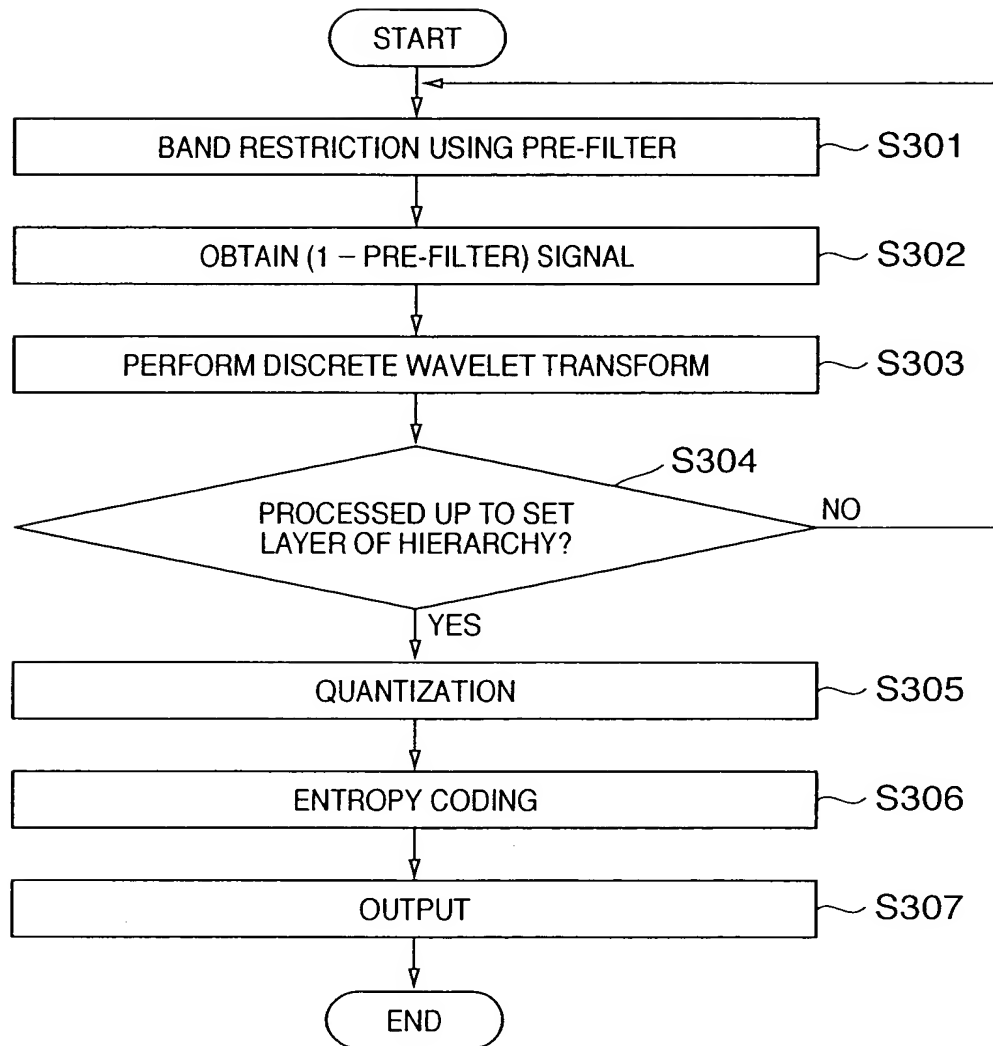 START
BAND RESTRICTION USING PRE-FILTER
S301
OBTAIN (1 – PRE-FILTER) SIGNAL
S302
PERFORM DISCRETE WAVELET TRANSFORM
S303
S304
PROCESSED UP TO SET
LAYER OF HIERARCHY?
NO
YES
QUANTIZATION
S305
ENTROPY CODING
S306
OUTPUT
S307
END